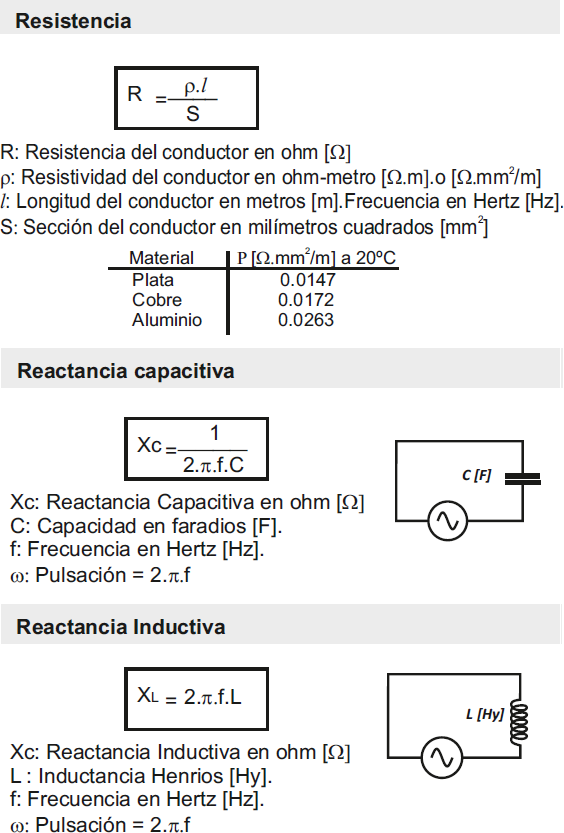 Resistencia
R = ρ.l / S
R: Resistencia del conductor en ohm [Ω]
ρ: Resistividad del conductor en ohm-metro [Ω.m].o [Ω.mm²/m]
l: Longitud del conductor en metros [m].Frecuencia en Hertz [Hz].
S: Sección del conductor en milímetros cuadrados [mm²]
Material P [Ω.mm²/m] a 20ºC
Plata 0.0147
Cobre 0.0172
Aluminio 0.0263
Reactancia capacitiva
Xc = 1 / 2.π.f.C
C [F]
Xc: Reactancia Capacitiva en ohm [Ω]
C: Capacidad en faradios [F].
f: Frecuencia en Hertz [Hz].
ω: Pulsación = 2.π.f
Reactancia Inductiva
XL = 2.π.f.L
L [Hy]
Xc: Reactancia Inductiva en ohm [Ω]
L : Inductancia Henrios [Hy].
f: Frecuencia en Hertz [Hz].
ω: Pulsación = 2.π.f